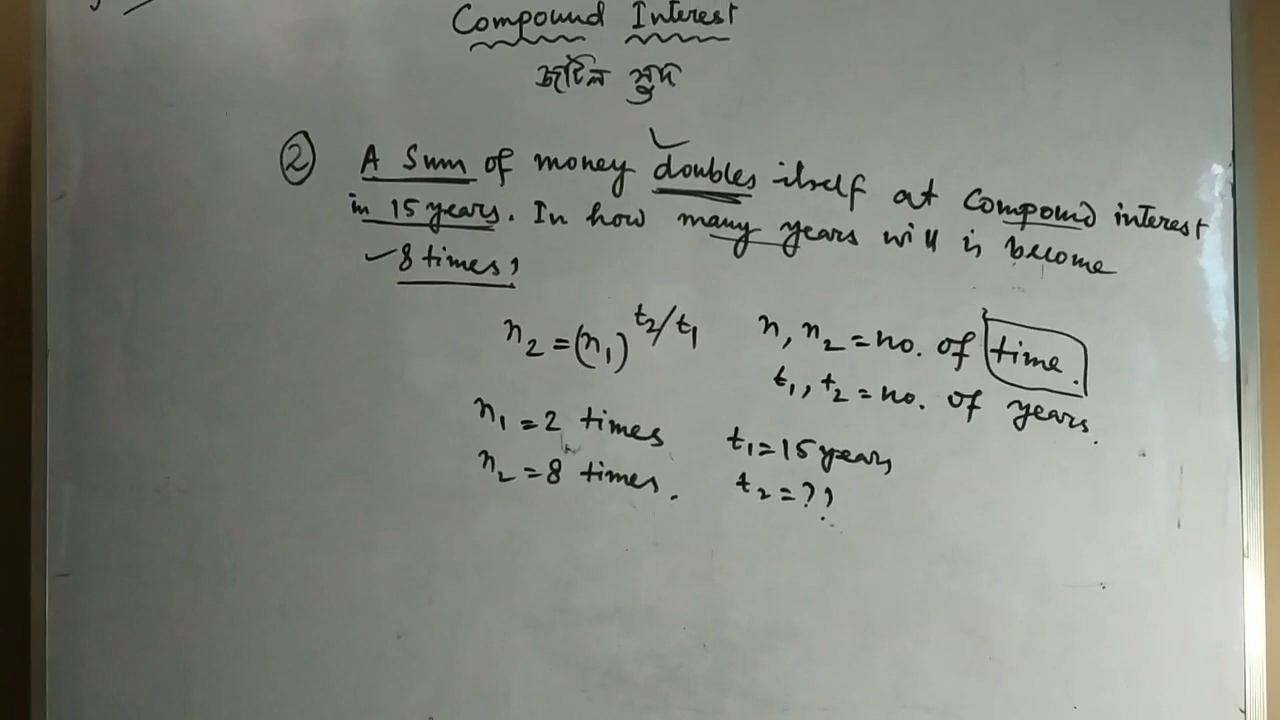 Compound Interest
জটিল সুদ
② A Sum of money doubles itself at Compound interest
in 15 years. In how many years will is become
8 times?
n₂ = (n₁)^t₂/t₁
n, n₂ = no. of time.
t₁, t₂ = no. of years.
n₁ = 2 times
t₁ = 15 years
n₂ = 8 times.
t₂ = ??